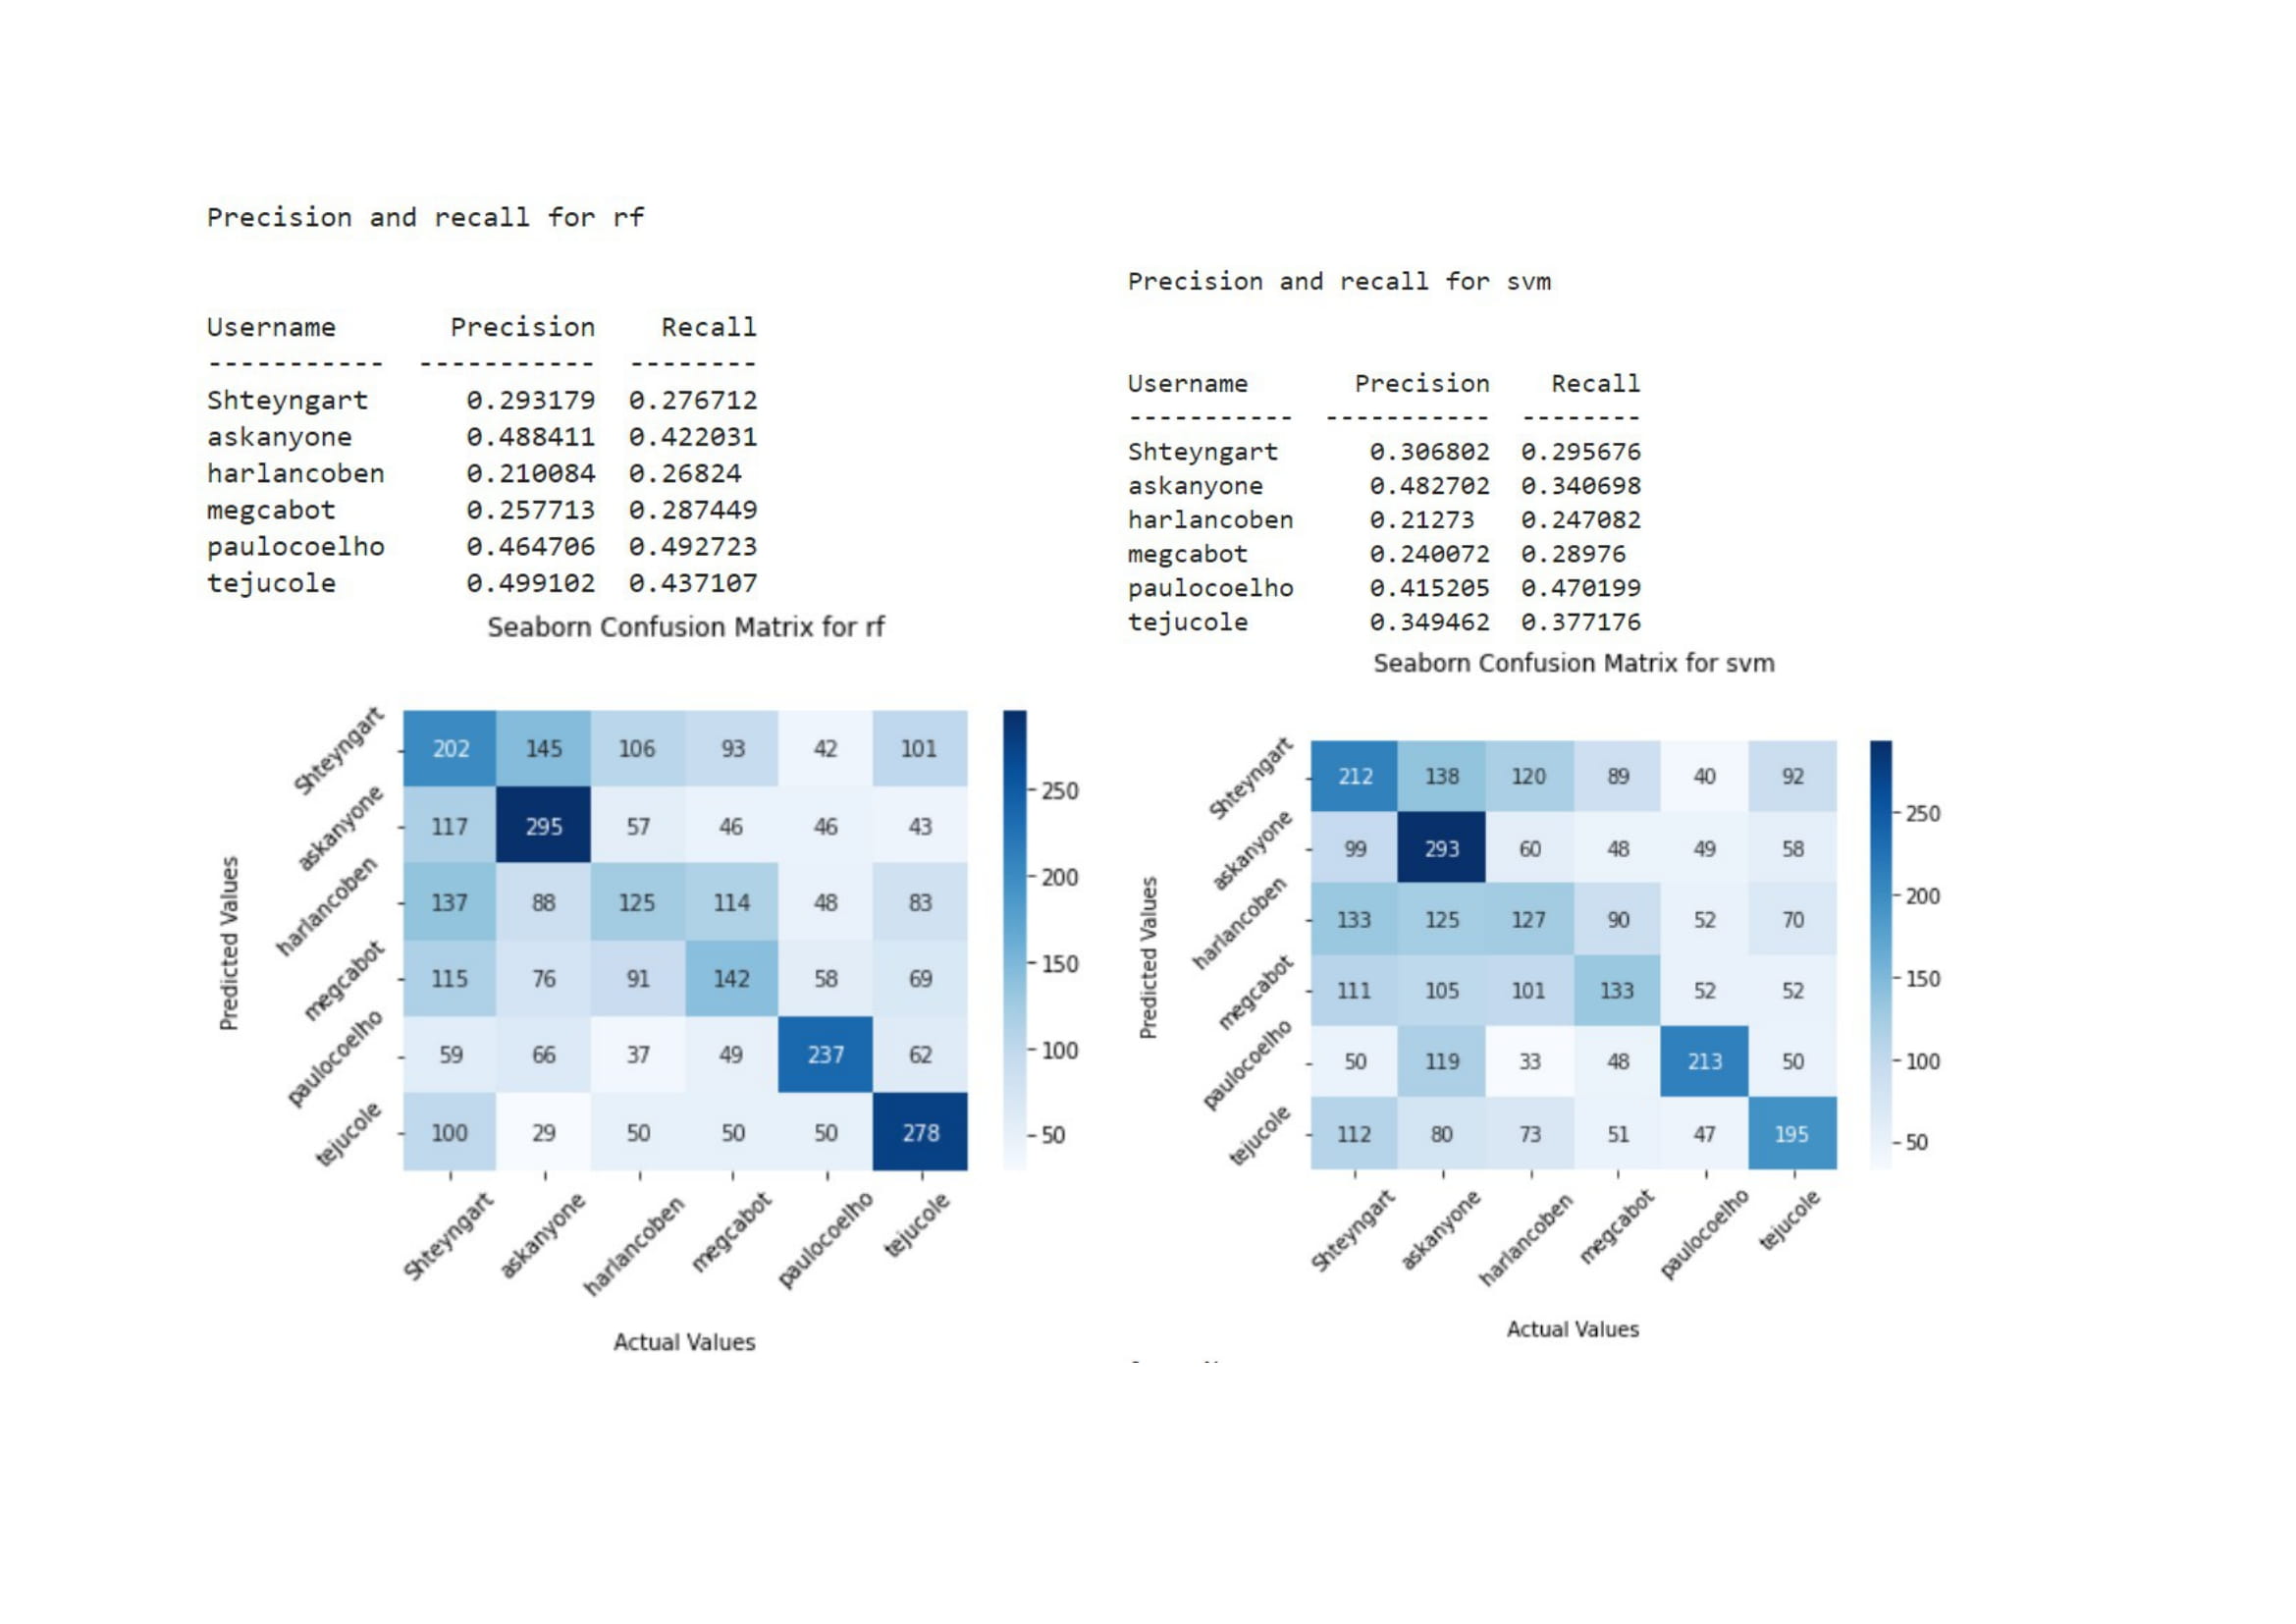 Precision and recall for rf
Username Precision Recall
----------- ----------- --------
Shteyngart 0.293179 0.276712
askanyone 0.488411 0.422031
harlancoben 0.210084 0.26824
megcabot 0.257713 0.287449
paulocoelho 0.464706 0.492723
tejucole 0.499102 0.437107
Seaborn Confusion Matrix for rf
Predicted Values
Shteyngart 202 145 106 93 42 101
askanyone 117 295 57 46 46 43
harlancoben 137 88 125 114 48 83
megcabot 115 76 91 142 58 69
paulocoelho 59 66 37 49 237 62
tejucole 100 29 50 50 50 278
250
200
150
100
50
Shteyngart askanyone harlancoben megcabot paulocoelho tejucole
Actual Values
Precision and recall for svm
Username Precision Recall
----------- ----------- --------
Shteyngart 0.306802 0.295676
askanyone 0.482702 0.340698
harlancoben 0.21273 0.247082
megcabot 0.240072 0.28976
paulocoelho 0.415205 0.470199
tejucole 0.349462 0.377176
Seaborn Confusion Matrix for svm
Predicted Values
Shteyngart 212 138 120 89 40 92
askanyone 99 293 60 48 49 58
harlancoben 133 125 127 90 52 70
megcabot 111 105 101 133 52 52
paulocoelho 50 119 33 48 213 50
tejucole 112 80 73 51 47 195
250
200
150
100
50
Shteyngart askanyone harlancoben megcabot paulocoelho tejucole
Actual Values